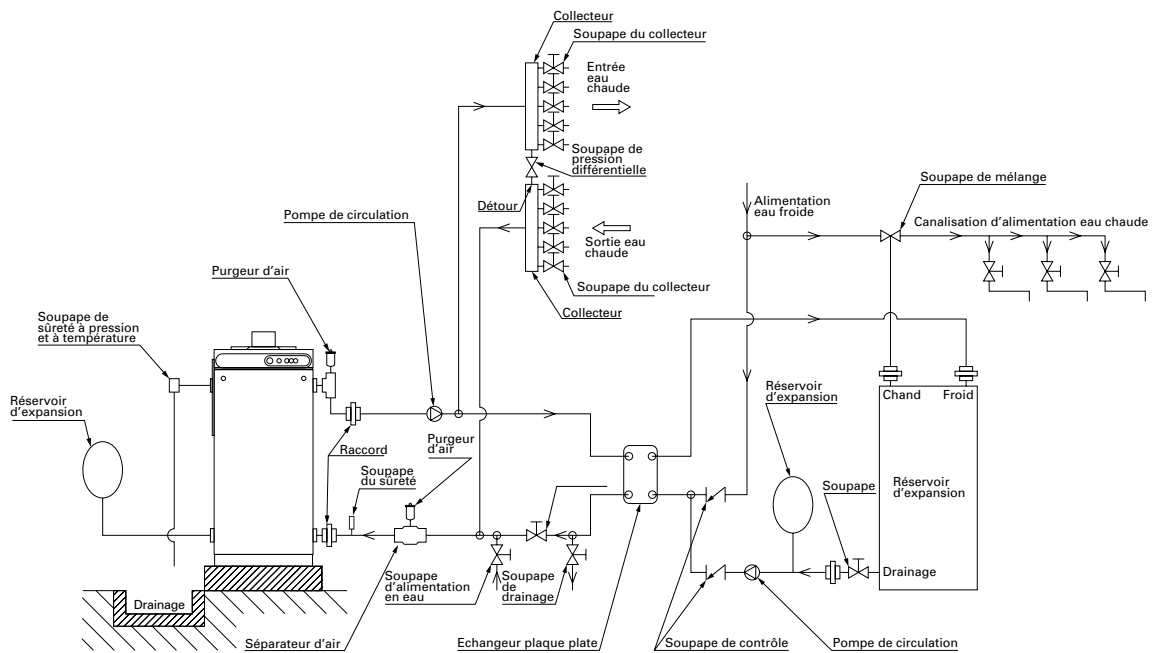 Collecteur
Soupape du collecteur
Entrée
eau
chaude
Soupape de
pression
différentielle
Soupape de mélange
Détour
Alimentation
eau froide
Pompe de circulation
Canalisation d'alimentation eau chaude
Sortie eau
chaude
Purgeur d'air
Soupape du collecteur
Collecteur
Soupape de
sûreté à pression
et à température
Réservoir
d'expansion
Réservoir
d'expansion
Chand
Froid
Purgeur
d'air
Raccord
Soupape
du sûreté
Soupape
Réservoir
d'expansion
Soupape
d'alimentation
en eau
Soupape
de
drainage
Drainage
Drainage
Séparateur d'air
Echangeur plaque plate
Soupape de contrôle
Pompe de circulation